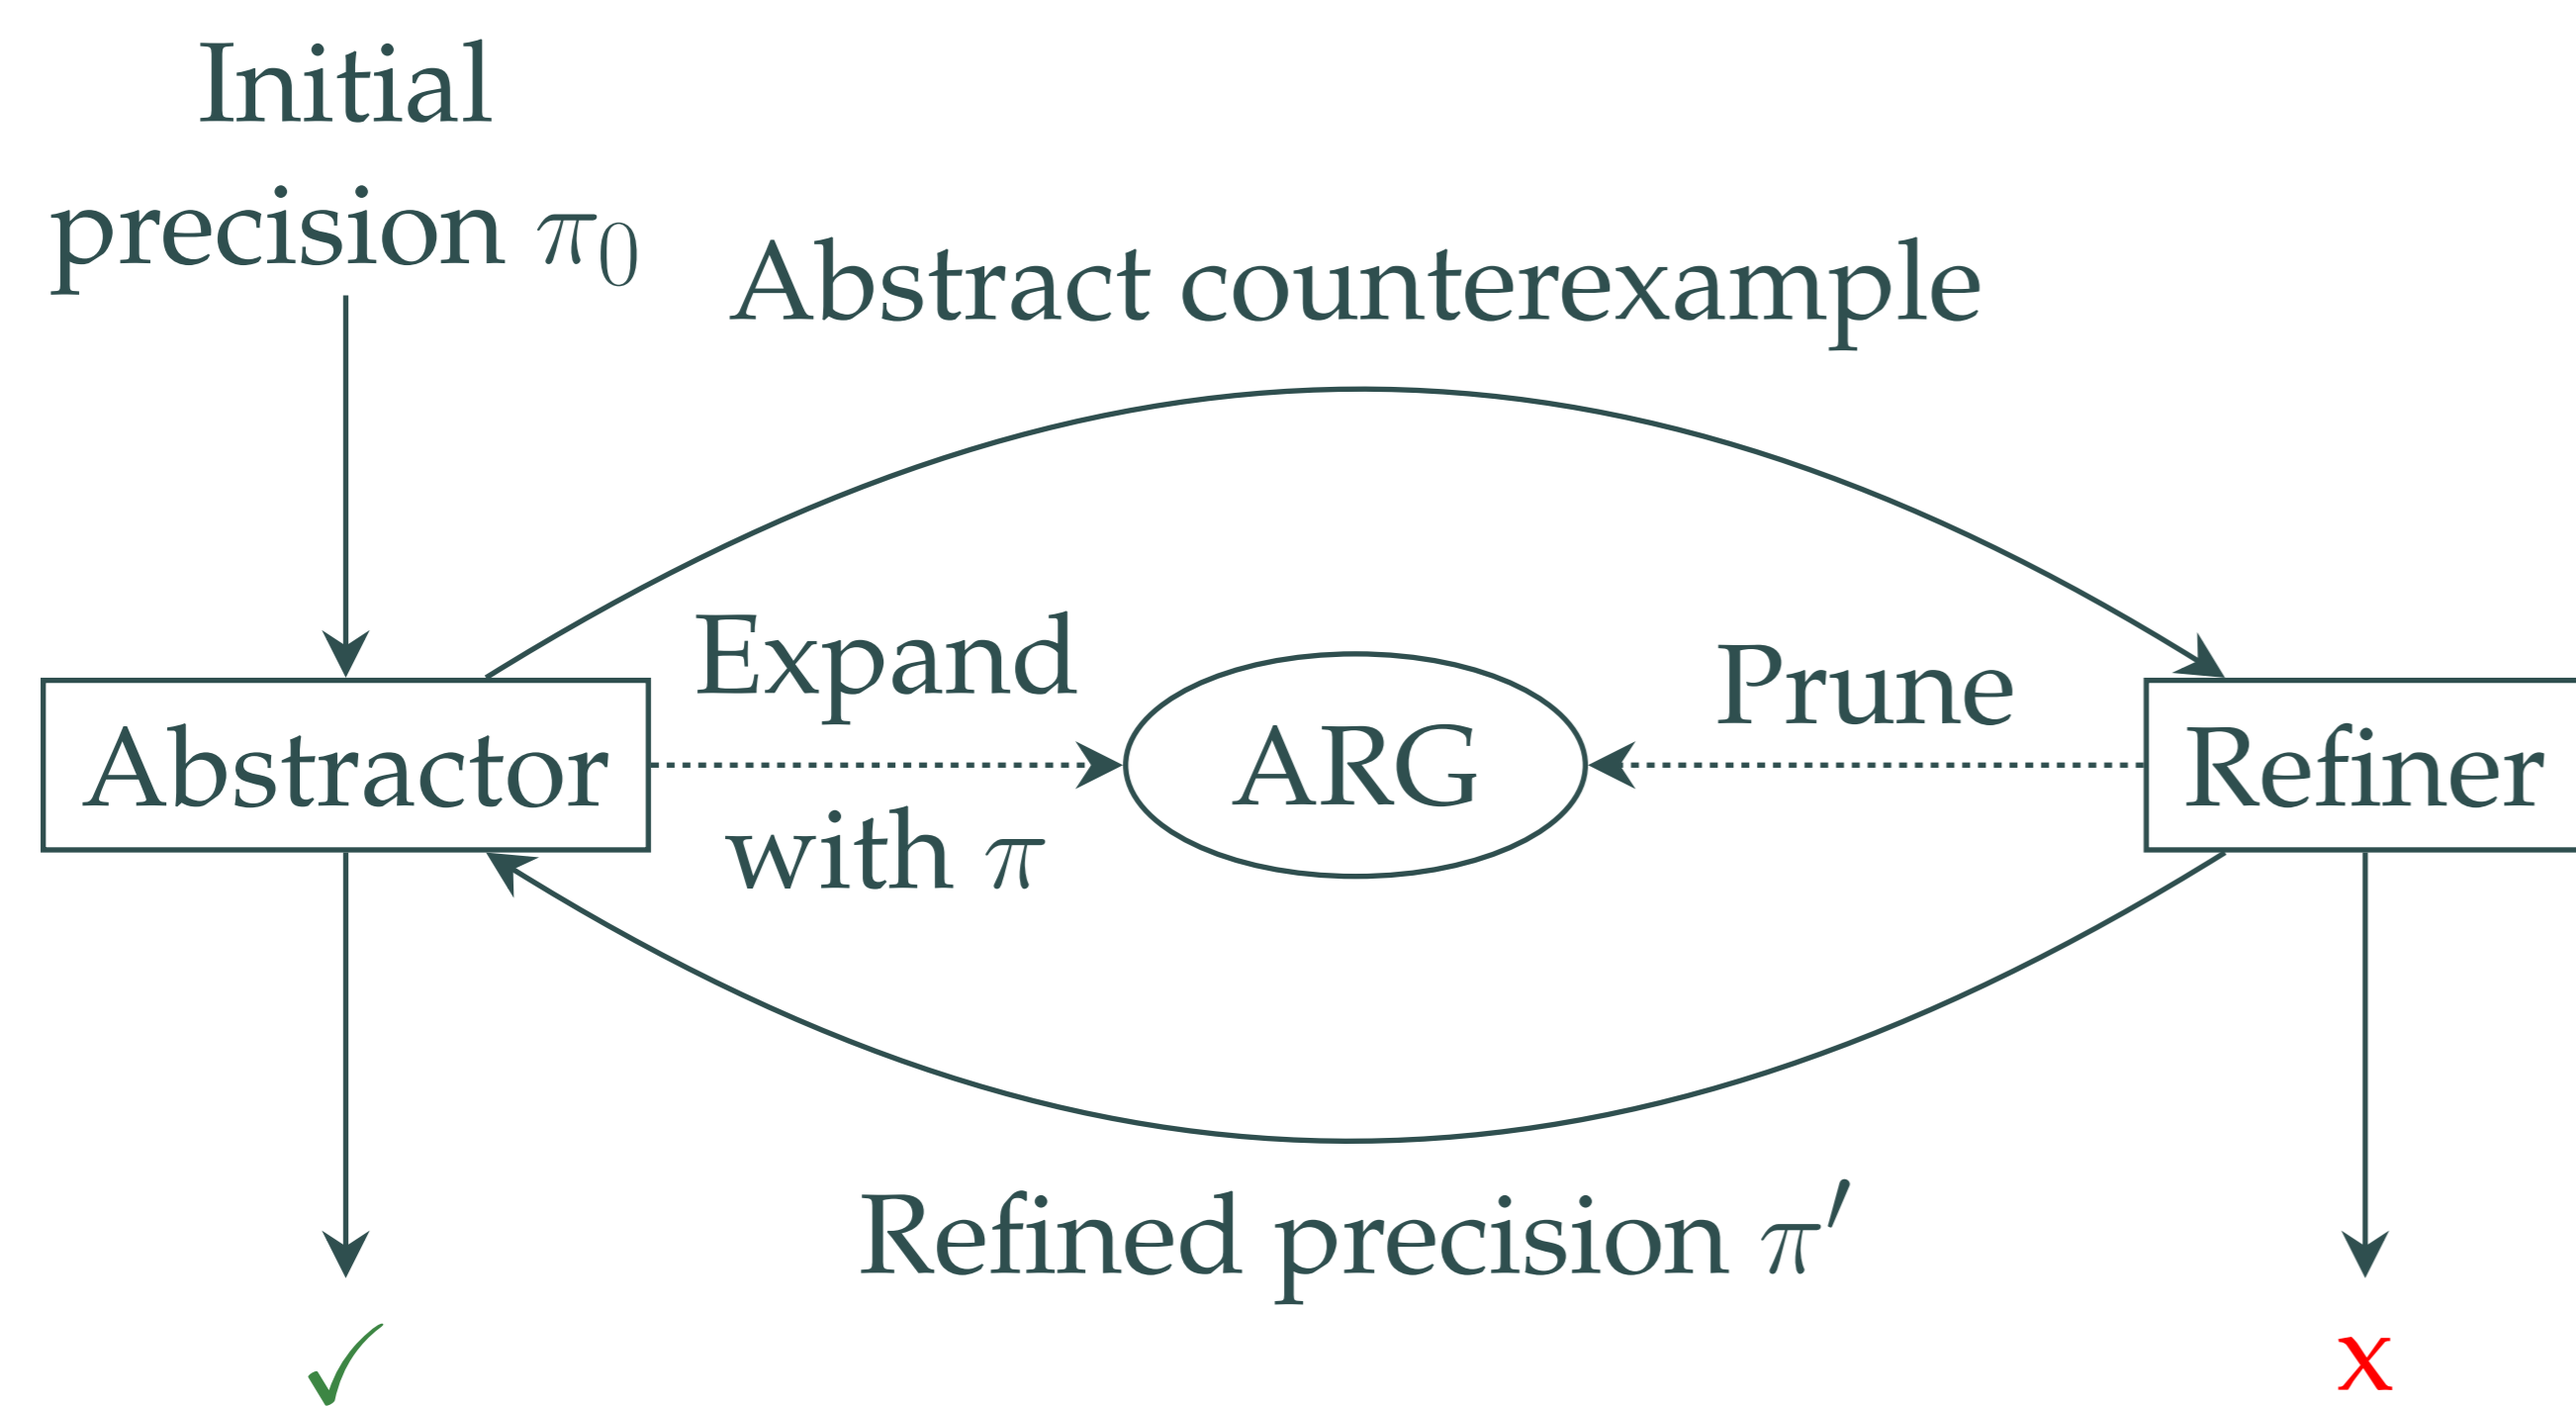 Initial
precision π₀
Abstract counterexample
Expand
with π
Prune
Abstractor
ARG
Refiner
Refined precision π′
✓
x